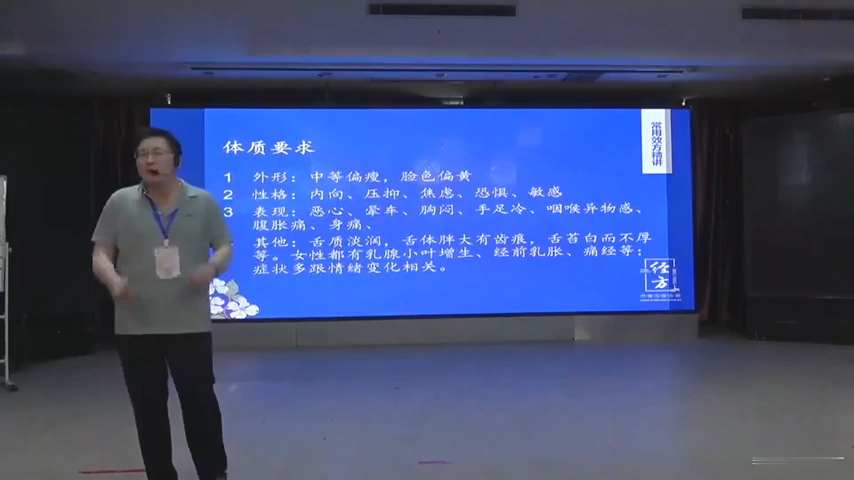 体质要求
常用效方精讲
1 外形：中等偏瘦，脸色偏黄
2 性格：内向、压抑、焦虑、恐惧、敏感
3 表现：恶心、晕车、胸闷、手足冷、咽喉异物感、
腹胀痛、身痛、
其他：舌质淡润，舌体胖大有齿痕，舌苔白而不厚
等。女性都有乳腺小叶增生、经前乳胀、痛经等；
症状多跟情绪变化相关。
经方